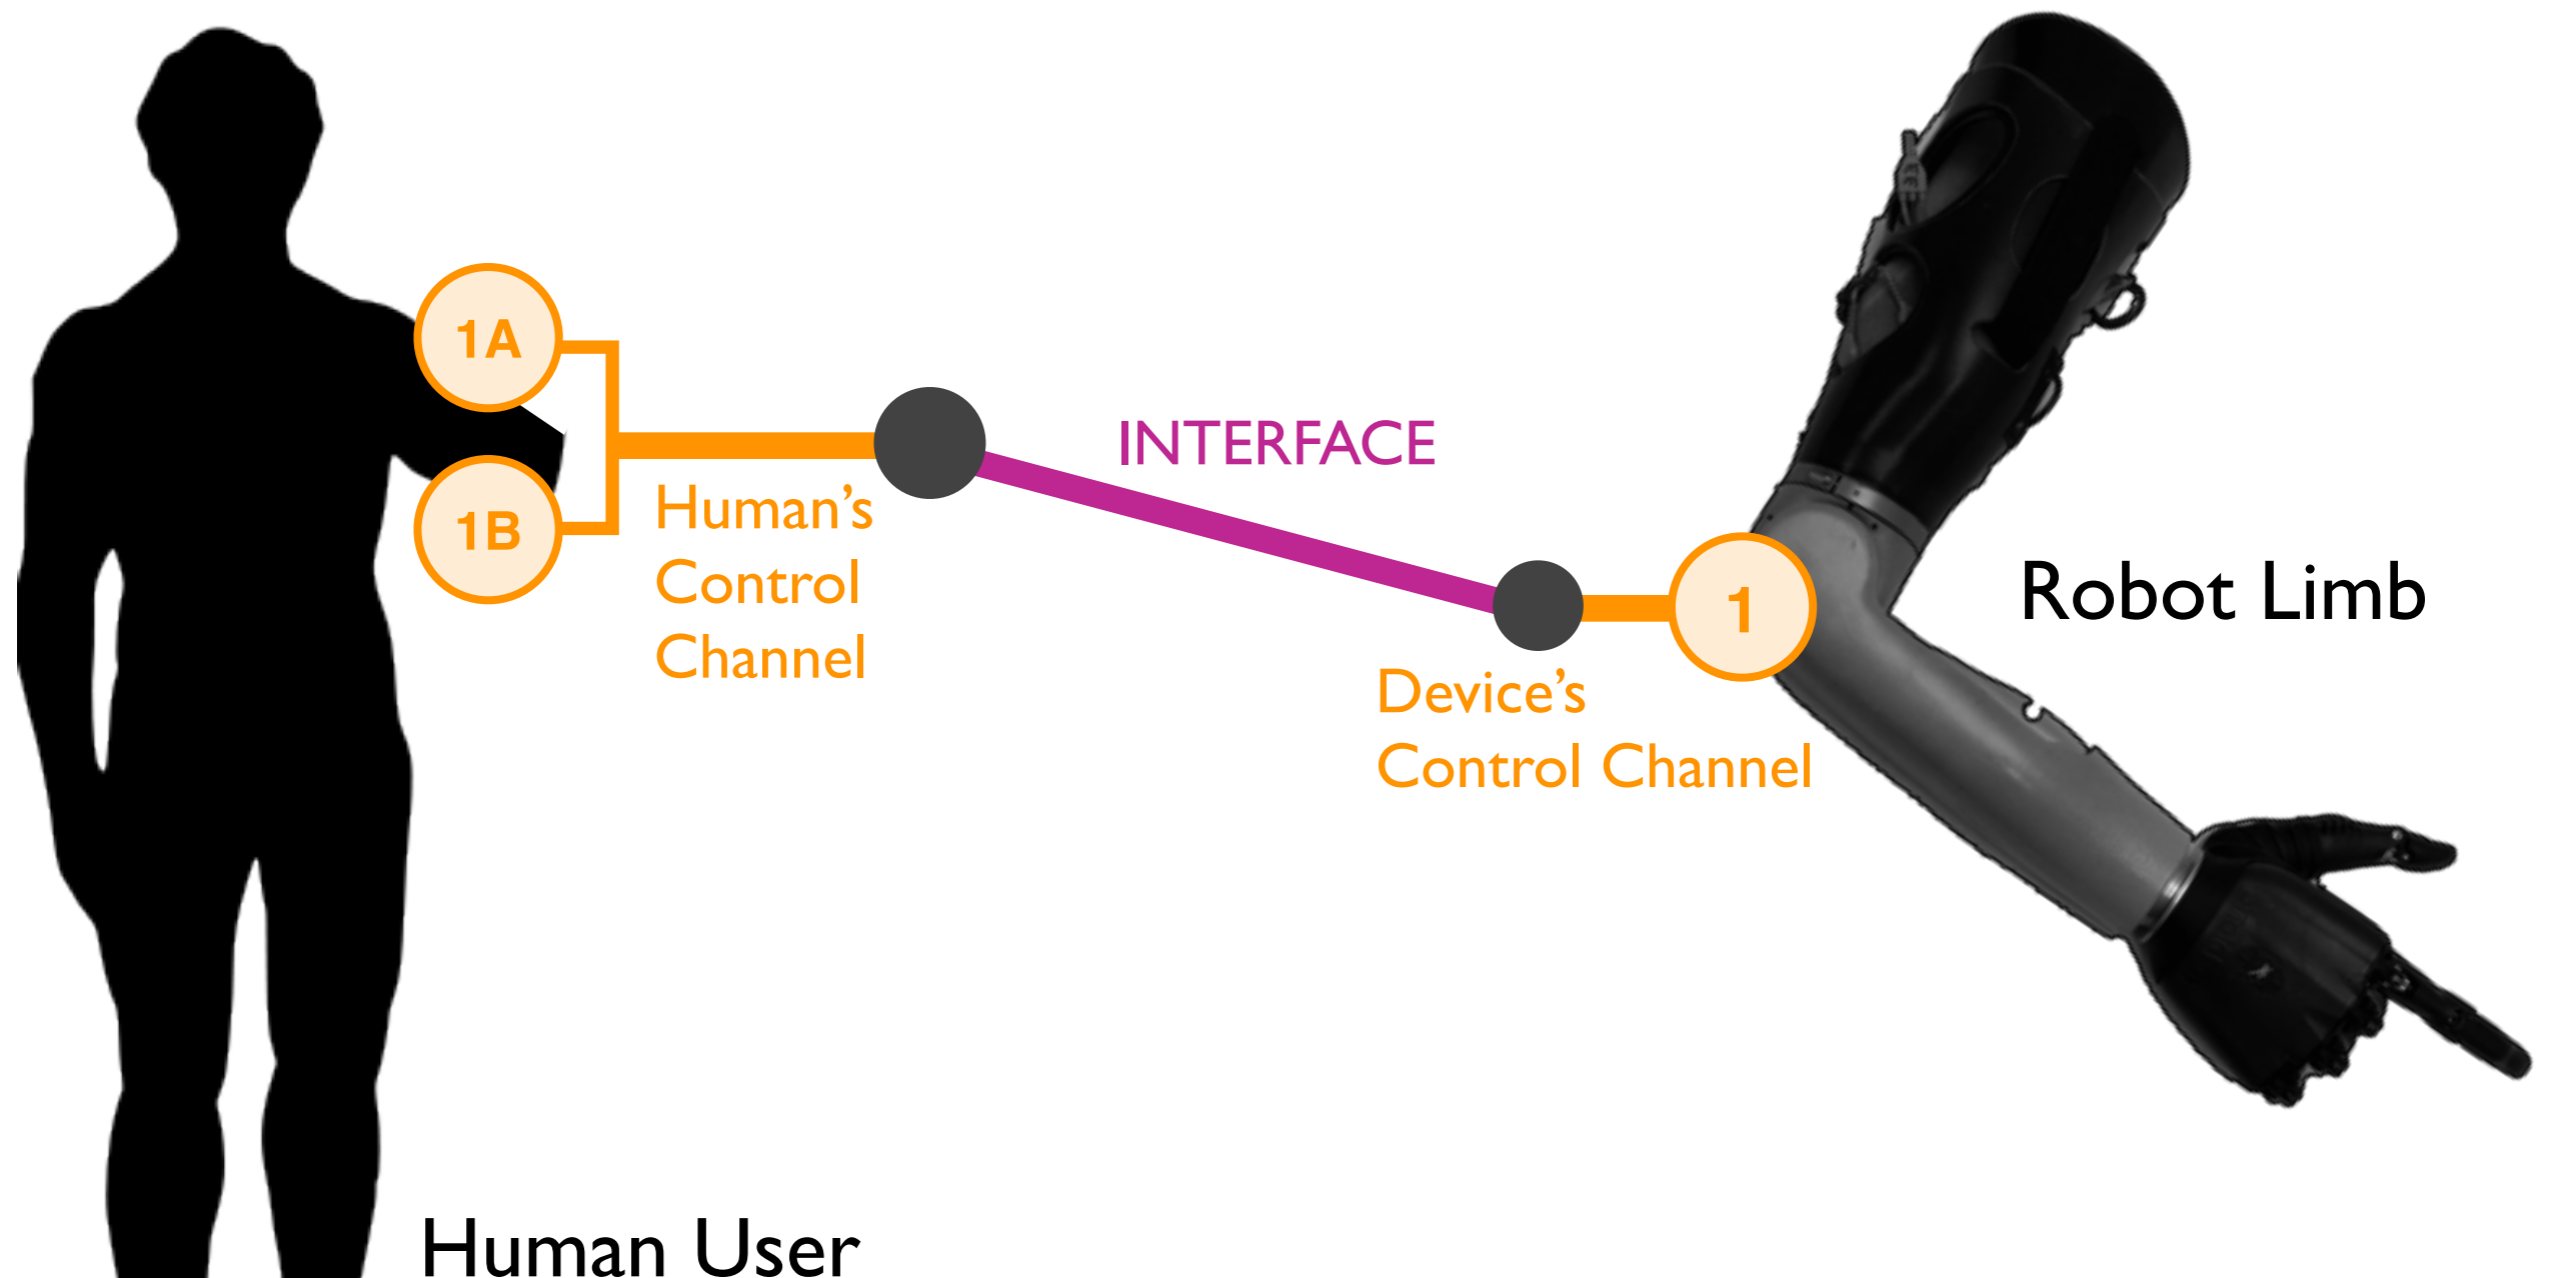 1A
1B
Human’s
Control
Channel
INTERFACE
1
Device’s
Control Channel
Robot Limb
Human User